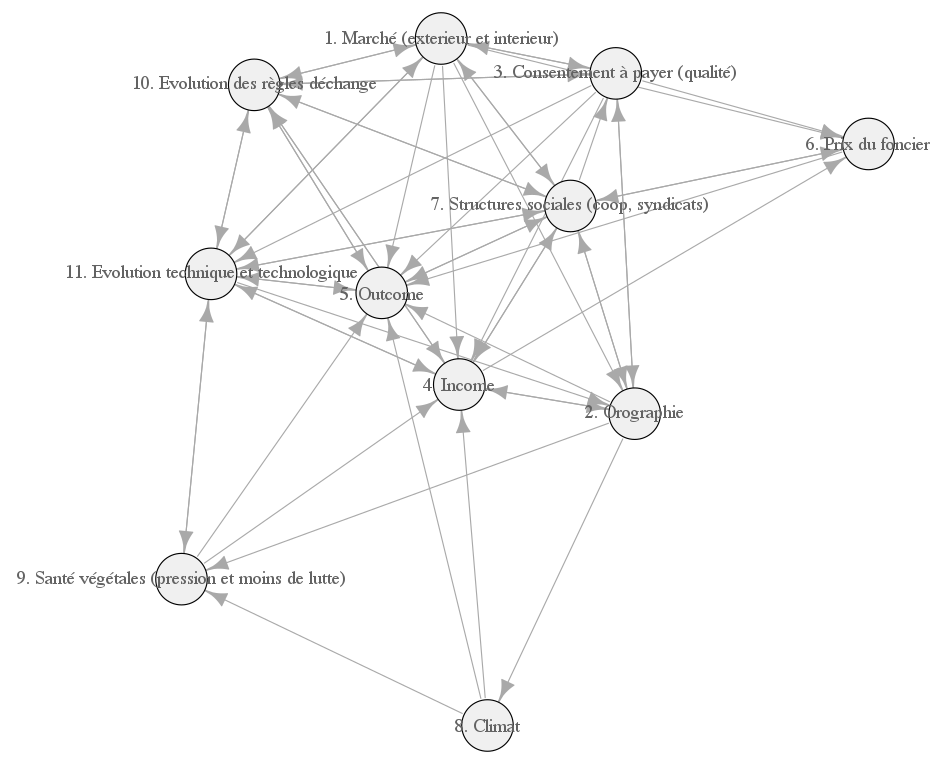 1. Marché (exterieur et interieur)
3. Consentement à payer (qualité)
10. Evolution des règles déchange
6. Prix du foncier
7. Structures sociales (coop, syndicats)
11. Evolution technique et technologique
5. Outcome
4. Income
2. Orographie
9. Santé végétales (pression et moins de lutte)
8. Climat